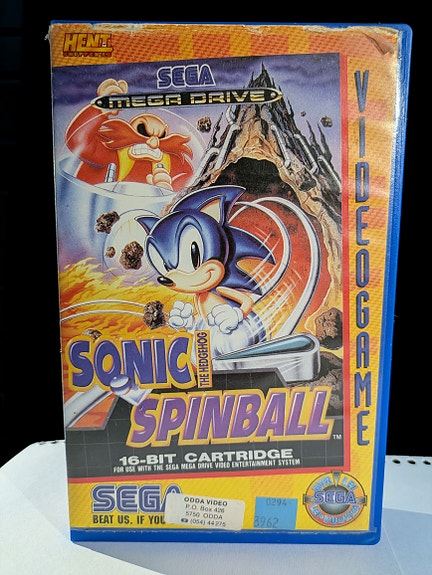 HENT
SEGA
MEGA DRIVE
VIDEOGAME
SONIC
THE HEDGEHOG
SPINBALL
TM
16-BIT CARTRIDGE
FOR USE WITH THE SEGA MEGA DRIVE VIDEO ENTERTAINMENT SYSTEM
SEGA
BEAT US. IF YOU
ODDA VIDEO
P.O. Box 426
5750 ODDA
☎ (054) 44 275
0294
3962
SEGA